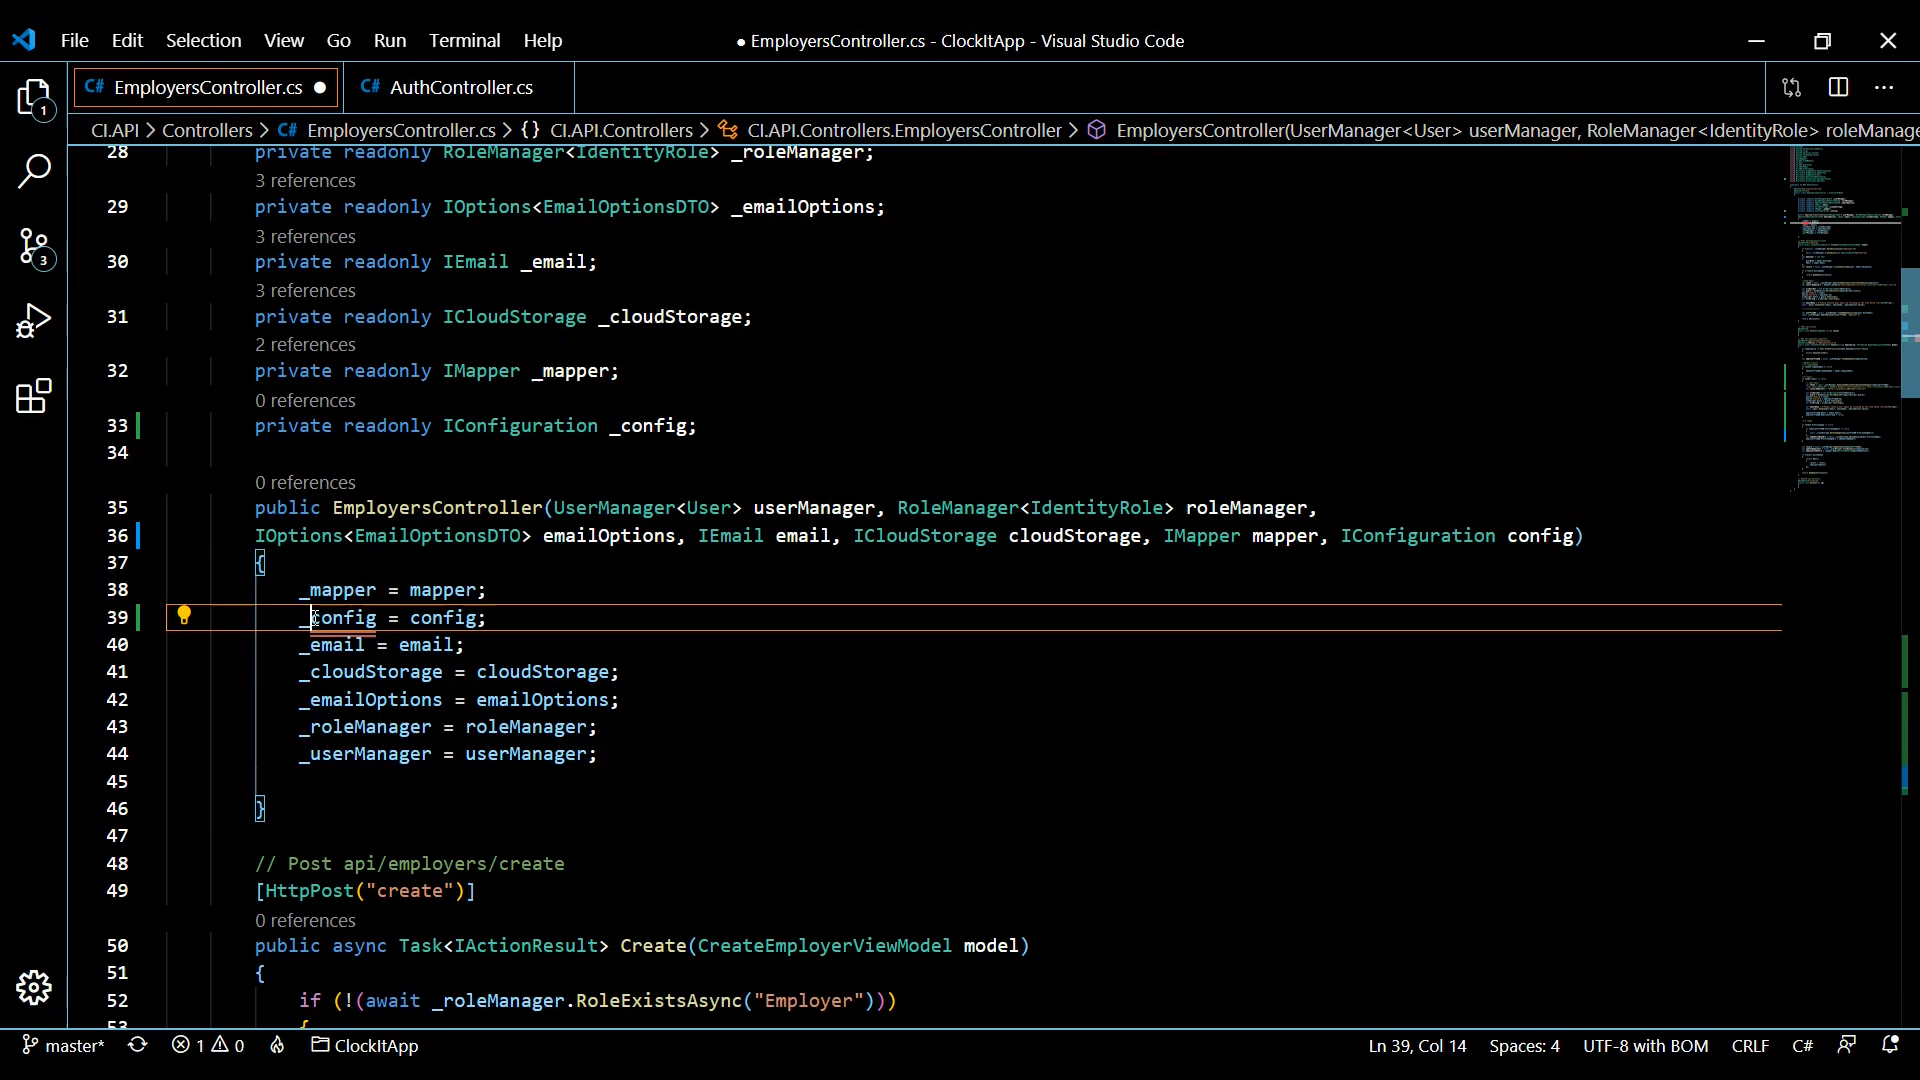 File Edit Selection View Go Run Terminal Help
● EmployersController.cs - ClockItApp - Visual Studio Code
C# EmployersController.cs ●
C# AuthController.cs
1
3
CI.API > Controllers > C# EmployersController.cs > {} CI.API.Controllers > CI.API.Controllers.EmployersController > EmployersController(UserManager<User> userManager, RoleManager<IdentityRole> roleManage
28 private readonly RoleManager<IdentityRole> _roleManager;
3 references
29 private readonly IOptions<EmailOptionsDTO> _emailOptions;
3 references
30 private readonly IEmail _email;
3 references
31 private readonly ICloudStorage _cloudStorage;
2 references
32 private readonly IMapper _mapper;
0 references
33 private readonly IConfiguration _config;
34
0 references
35 public EmployersController(UserManager<User> userManager, RoleManager<IdentityRole> roleManager,
36 IOptions<EmailOptionsDTO> emailOptions, IEmail email, ICloudStorage cloudStorage, IMapper mapper, IConfiguration config)
37 {
38 _mapper = mapper;
39 _config = config;
40 _email = email;
41 _cloudStorage = cloudStorage;
42 _emailOptions = emailOptions;
43 _roleManager = roleManager;
44 _userManager = userManager;
45
46 }
47
48 // Post api/employers/create
49 [HttpPost("create")]
0 references
50 public async Task<IActionResult> Create(CreateEmployerViewModel model)
51 {
52 if (!(await _roleManager.RoleExistsAsync("Employer")))
53 {
master* 1 0 ClockItApp
Ln 39, Col 14 Spaces: 4 UTF-8 with BOM CRLF C#